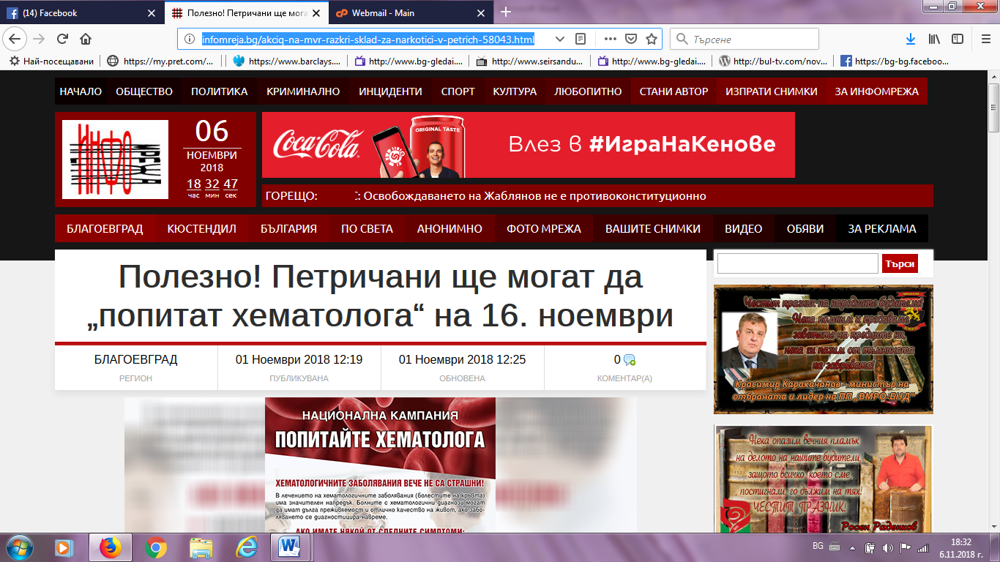 (14) Facebook
Полезно! Петричани ще мога
Webmail - Main
infomreja.bg/akciq-na-mvr-razkri-sklad-za-narkotici-v-petrich-58043.html
Търсене
Най-посещавани
https://my.pret.com/...
https://www.barclays....
http://www.bg-gledai....
http://www.seirsandu...
http://www.bg-gledai....
http://bul-tv.com/nov...
https://bg-bg.faceboo...
НАЧАЛО ОБЩЕСТВО ПОЛИТИКА КРИМИНАЛНО ИНЦИДЕНТИ СПОРТ КУЛТУРА ЛЮБОПИТНО СТАНИ АВТОР ИЗПРАТИ СНИМКИ ЗА ИНФОМРЕЖА
ИНФО
06
НОЕМВРИ
2018
18 32 47
час мин сек
Coca-Cola
ORIGINAL TASTE
Влез в #ИграНаКенове
ГОРЕЩО: С: Освобождаването на Жаблянов не е противоконституционно
БЛАГОЕВГРАД КЮСТЕНДИЛ БЪЛГАРИЯ ПО СВЕТА АНОНИМНО ФОТО МРЕЖА ВАШИТЕ СНИМКИ ВИДЕО ОБЯВИ ЗА РЕКЛАМА
Полезно! Петричани ще могат да
„попитат хематолога“ на 16. ноември
БЛАГОЕВГРАД
РЕГИОН
01 Ноември 2018 12:19
ПУБЛИКУВАНА
01 Ноември 2018 12:25
ОБНОВЕНА
0
КОМЕНТАР(А)
НАЦИОНАЛНА КАМПАНИЯ
ПОПИТАЙТЕ ХЕМАТОЛОГА
ХЕМАТОЛОГИЧНИТЕ ЗАБОЛЯВАНИЯ ВЕЧЕ НЕ СА СТРАШНИ!
В лечението на хематологичните заболявания (болестите на кръвта)
има значителен напредък. Болните с хематологични диагнози могат
да имат дълга преживяемост и отлично качество на живот, ако забо-
ляването се диагностицира навреме.
АКО ИМАТЕ НЯКОЙ ОТ СЛЕДНИТЕ СИМПТОМИ:
Търси
Честит празник на народните будители!
Нека помним и предаваме
заветите на предците ни,
нека ги пазим от тъмнината
на забравата!
Красимир Каракачанов - министър на
отбраната и лидер на ПП „ВМРО-БНД“
Нека опазим вечния пламък
на делото на нашите будители,
защото всичко, което сме
постигнали, го дължим на тях!
ЧЕСТИТ ПРАЗНИК!
Росен Раденков
BG
18:32
6.11.2018 г.